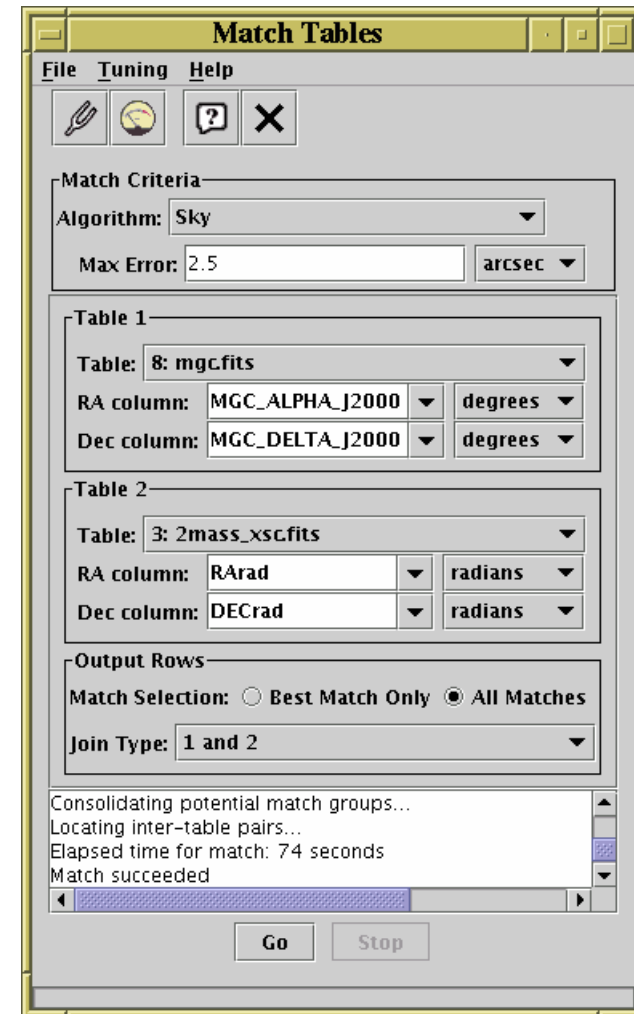 Match Tables
File Tuning Help
?
Match Criteria
Algorithm: Sky
Max Error: 2.5 arcsec
Table 1
Table: 8: mgc.fits
RA column: MGC_ALPHA_J2000 degrees
Dec column: MGC_DELTA_J2000 degrees
Table 2
Table: 3: 2mass_xsc.fits
RA column: RArad radians
Dec column: DECrad radians
Output Rows
Match Selection: Best Match Only All Matches
Join Type: 1 and 2
Consolidating potential match groups...
Locating inter-table pairs...
Elapsed time for match: 74 seconds
Match succeeded
Go Stop